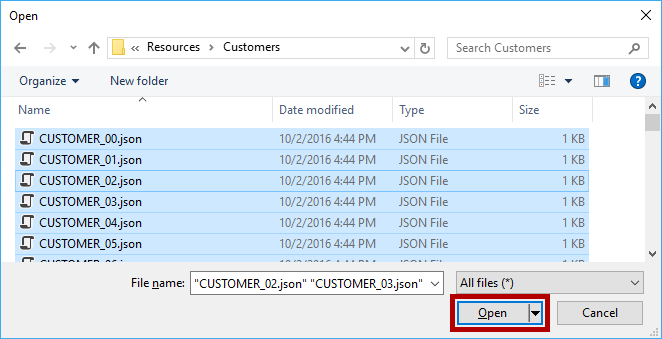 Open
« Resources > Customers
Search Customers
Organize
New folder
?
Name Date modified Type Size
CUSTOMER_00.json 10/2/2016 4:44 PM JSON File 1 KB
CUSTOMER_01.json 10/2/2016 4:44 PM JSON File 1 KB
CUSTOMER_02.json 10/2/2016 4:44 PM JSON File 1 KB
CUSTOMER_03.json 10/2/2016 4:44 PM JSON File 1 KB
CUSTOMER_04.json 10/2/2016 4:44 PM JSON File 1 KB
CUSTOMER_05.json 10/2/2016 4:44 PM JSON File 1 KB
File name: "CUSTOMER_02.json" "CUSTOMER_03.json"
All files (*)
Open
Cancel